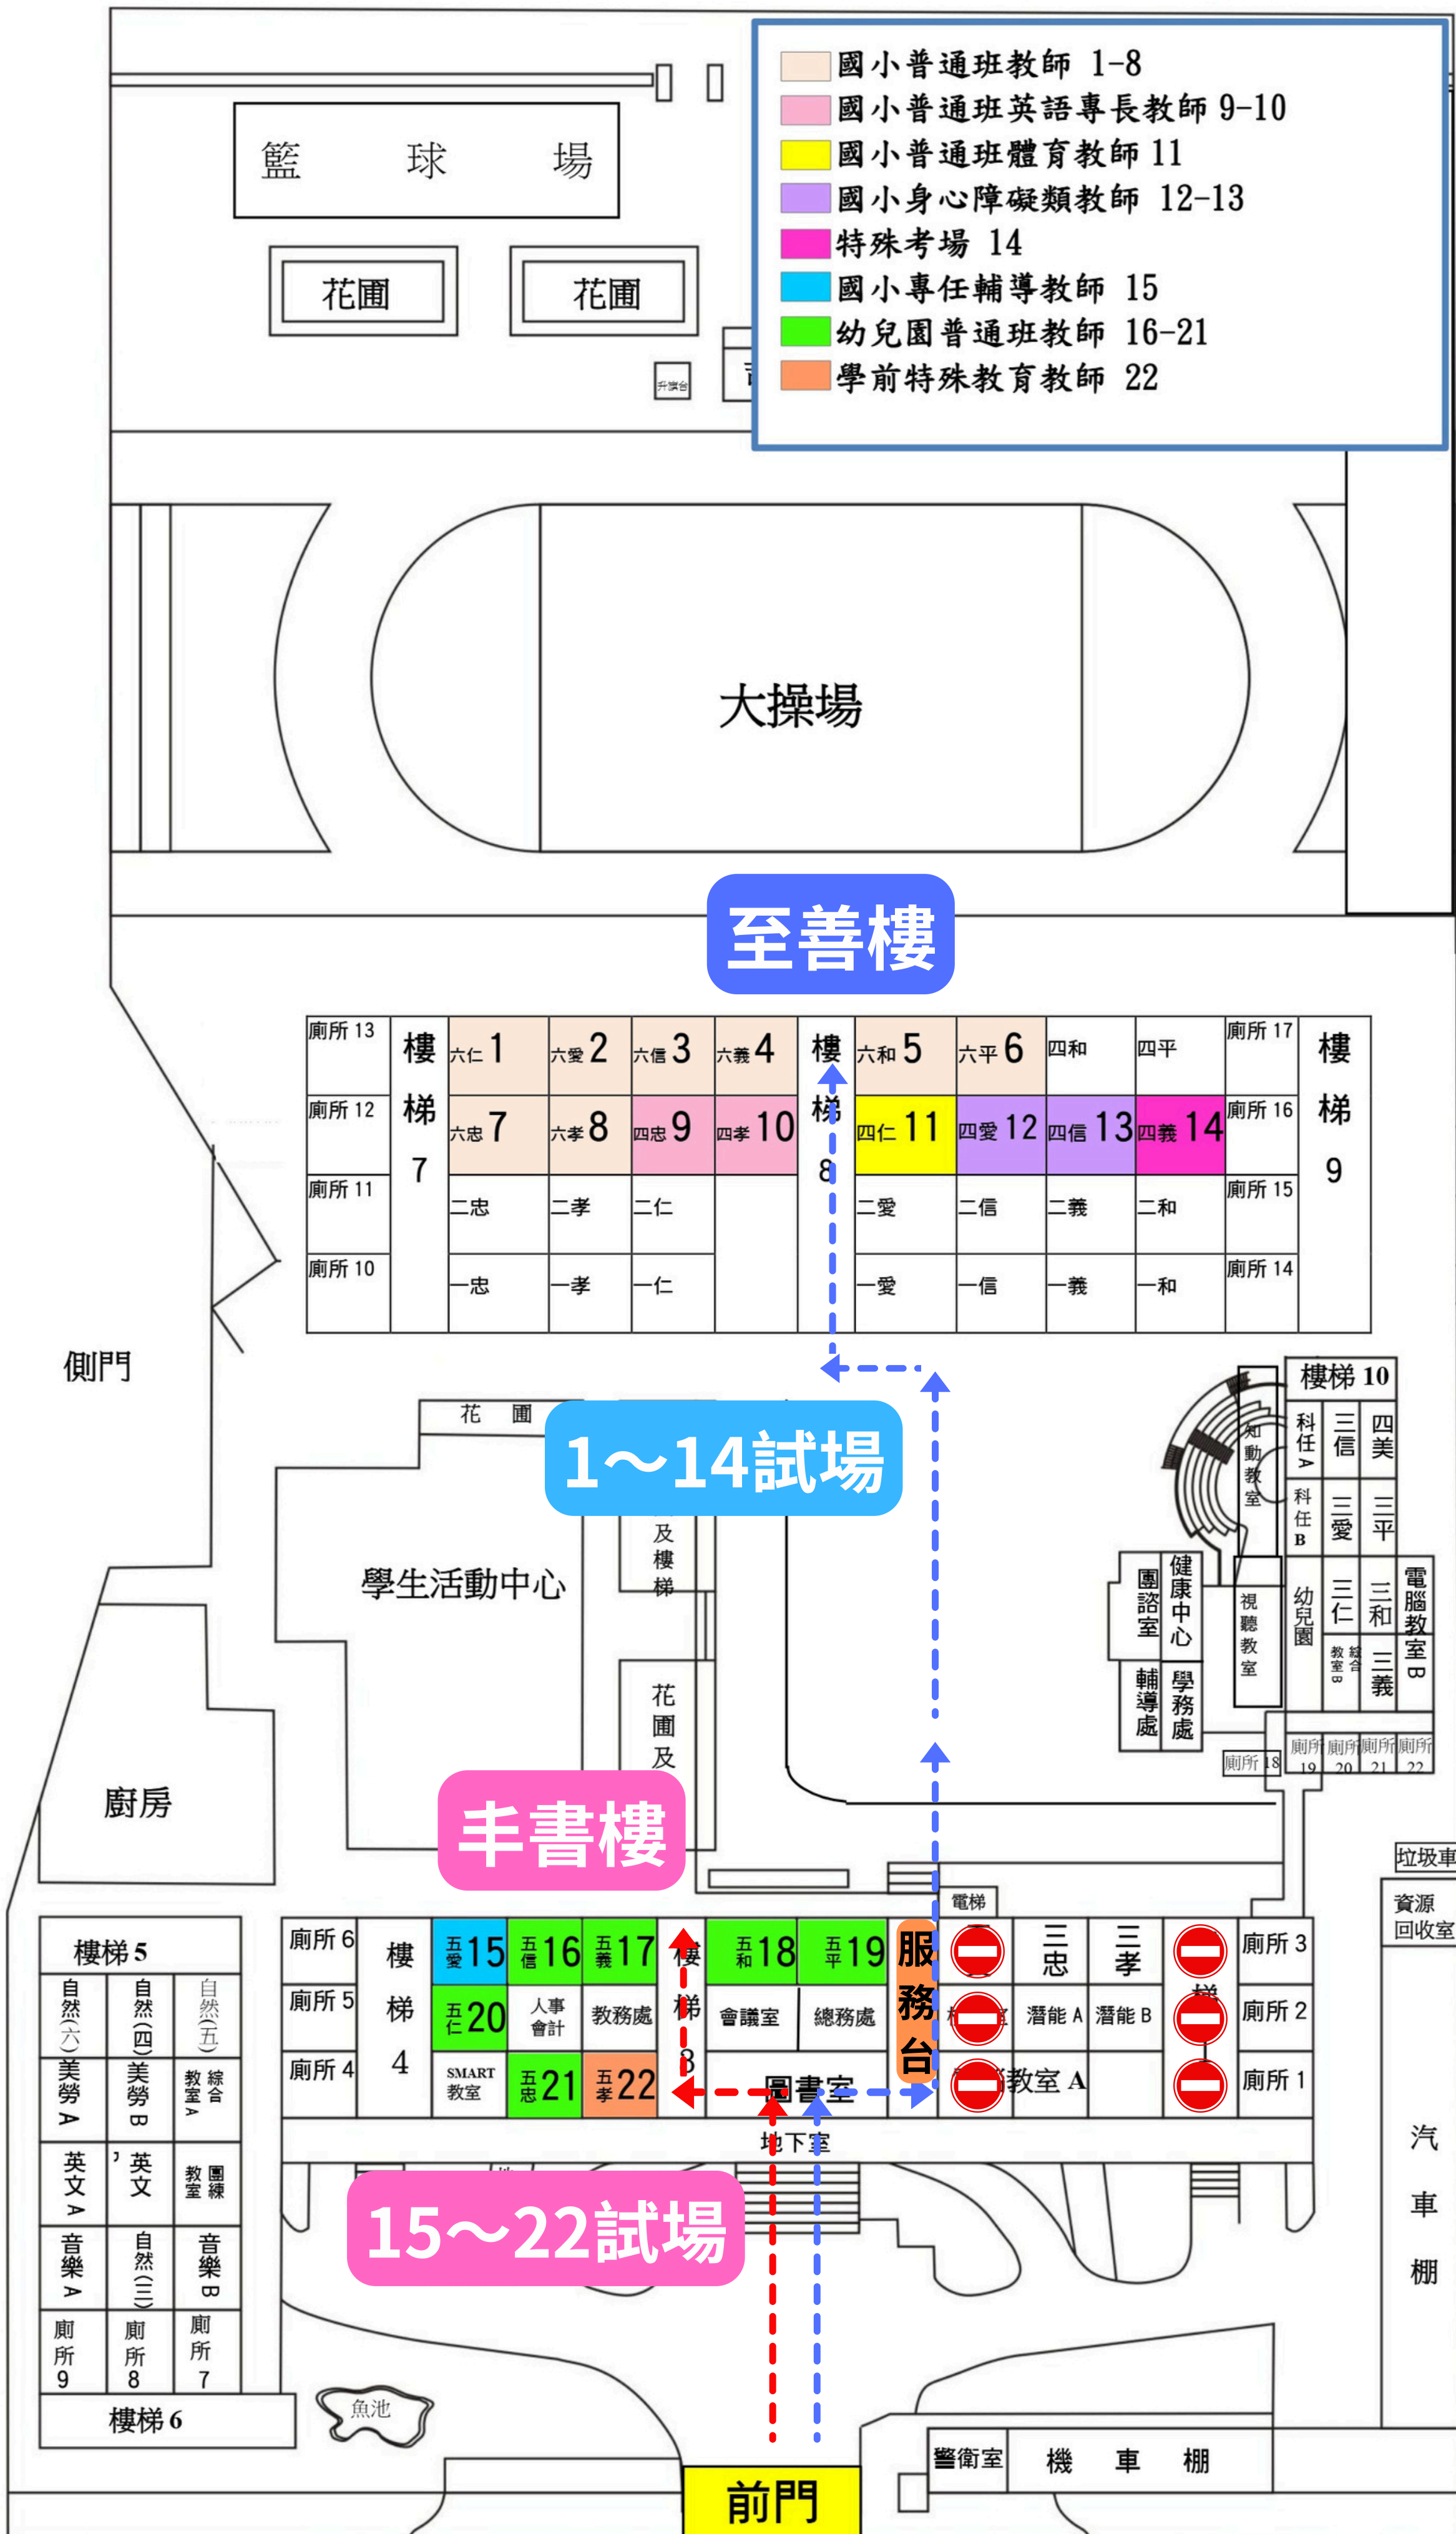 國小普通班教師 1-8
國小普通班英語專長教師 9-10
國小普通班體育教師 11
國小身心障礙類教師 12-13
特殊考場 14
國小專任輔導教師 15
幼兒園普通班教師 16-21
學前特殊教育教師 22
籃球場
花圃 花圃
升旗台
大操場
至善樓
廁所 13 六仁 1 六愛 2 六信 3 六義 4 六和 5 六平 6 四和 四平 廁所 17
廁所 12 六忠 7 六孝 8 四忠 9 四孝 10 四仁 11 四愛 12 四信 13 四義 14 廁所 16
廁所 11 二忠 二孝 二仁 二愛 二信 二義 二和 廁所 15
廁所 10 一忠 一孝 一仁 一愛 一信 一義 一和 廁所 14
樓梯 7
樓梯 8
樓梯 9
側門
花圃
1～14試場
及樓梯
學生活動中心
花圃及
廚房
樓梯 10
知動教室
科任 A
三信
四美
科任 B
三愛
三平
團諮室
健康中心
視聽教室
幼兒園
三仁
三和
電腦教室 B
輔導處
學務處
綜合教室 B
三義
廁所 18
廁所 19
廁所 20
廁所 21
廁所 22
丰書樓
垃圾車
資源
回收室
電梯
樓梯 5
自然(六)
自然(四)
自然(五)
美勞 A
美勞 B
綜合教室 A
英文 A
, 英文
團練教室
音樂 A
自然(三)
音樂 B
廁所 9
廁所 8
廁所 7
樓梯 6
廁所 6 五愛 15 五信 16 五義 17 五和 18 五平 19 三忠 三孝 廁所 3
廁所 5 五仁 20 人事會計 教務處 會議室 總務處 潛能 A 潛能 B 廁所 2
廁所 4 SMART教室 五忠 21 五孝 22 圖書室 教室 A 廁所 1
樓梯 4
樓梯 3
服務台
梯
地下室
15～22試場
汽車棚
魚池
警衛室
機車棚
前門